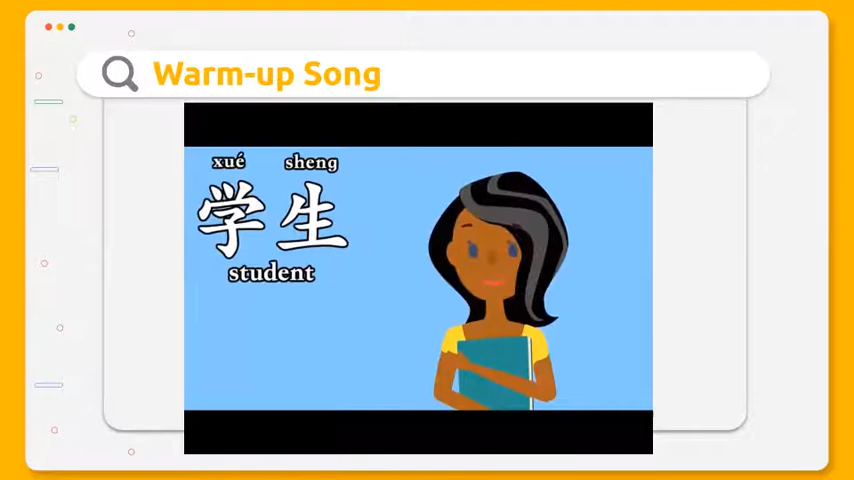 Warm-up Song
xué sheng
学生
student